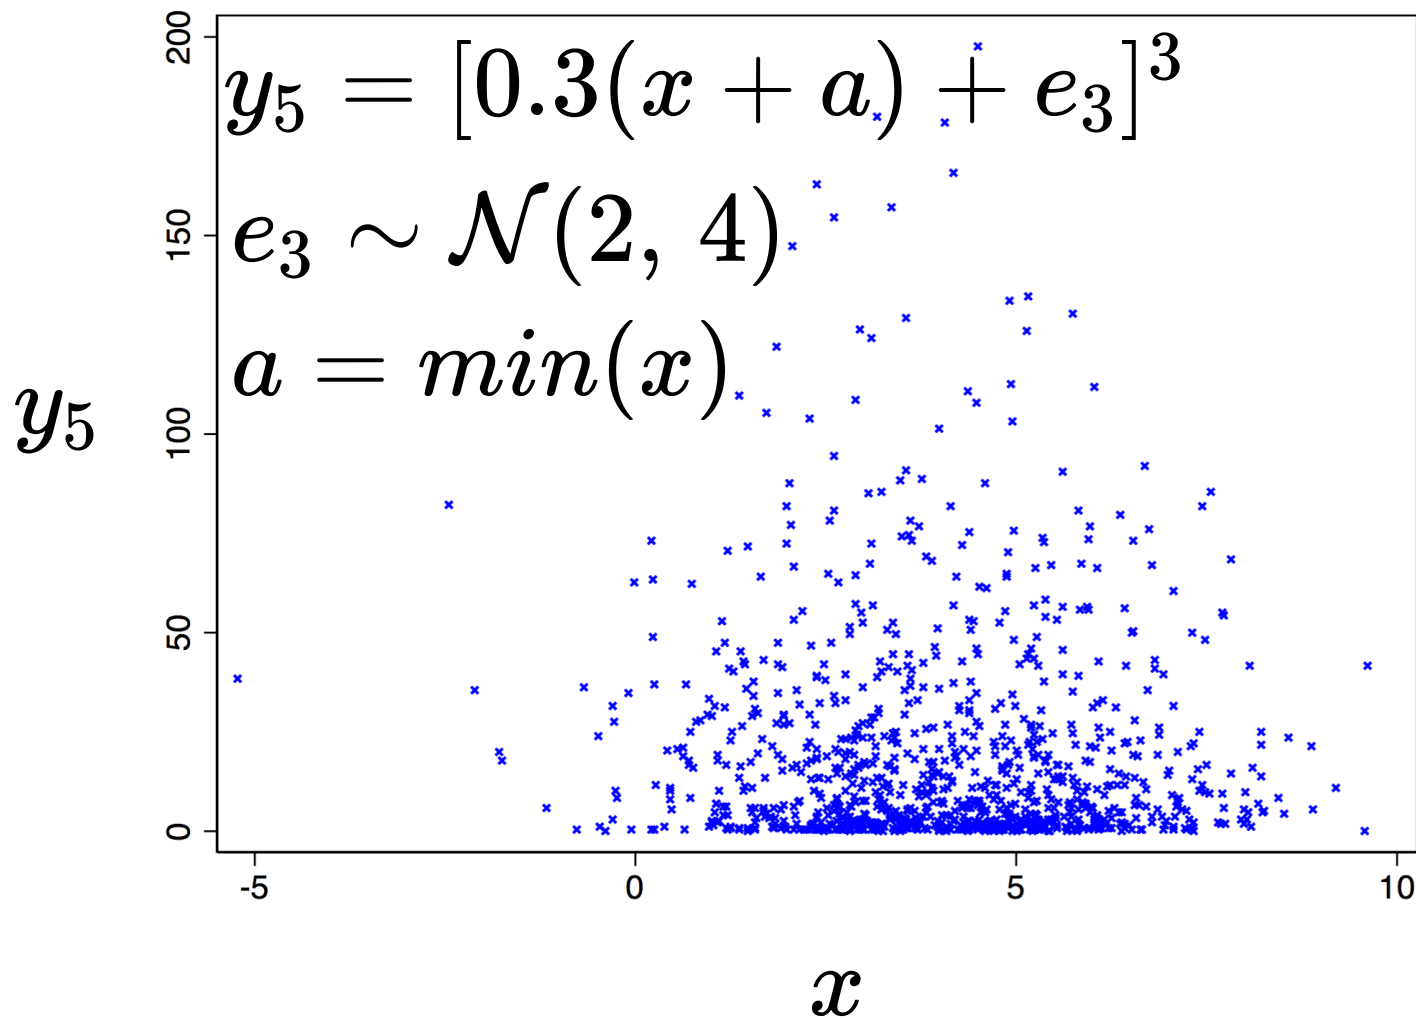 200
y₅ = [0.3(x + a) + e₃]³
e₃ ∼ 𝒩(2, 4)
150
a = min(x)
y₅
100
50
0
-5 0 5 10
x